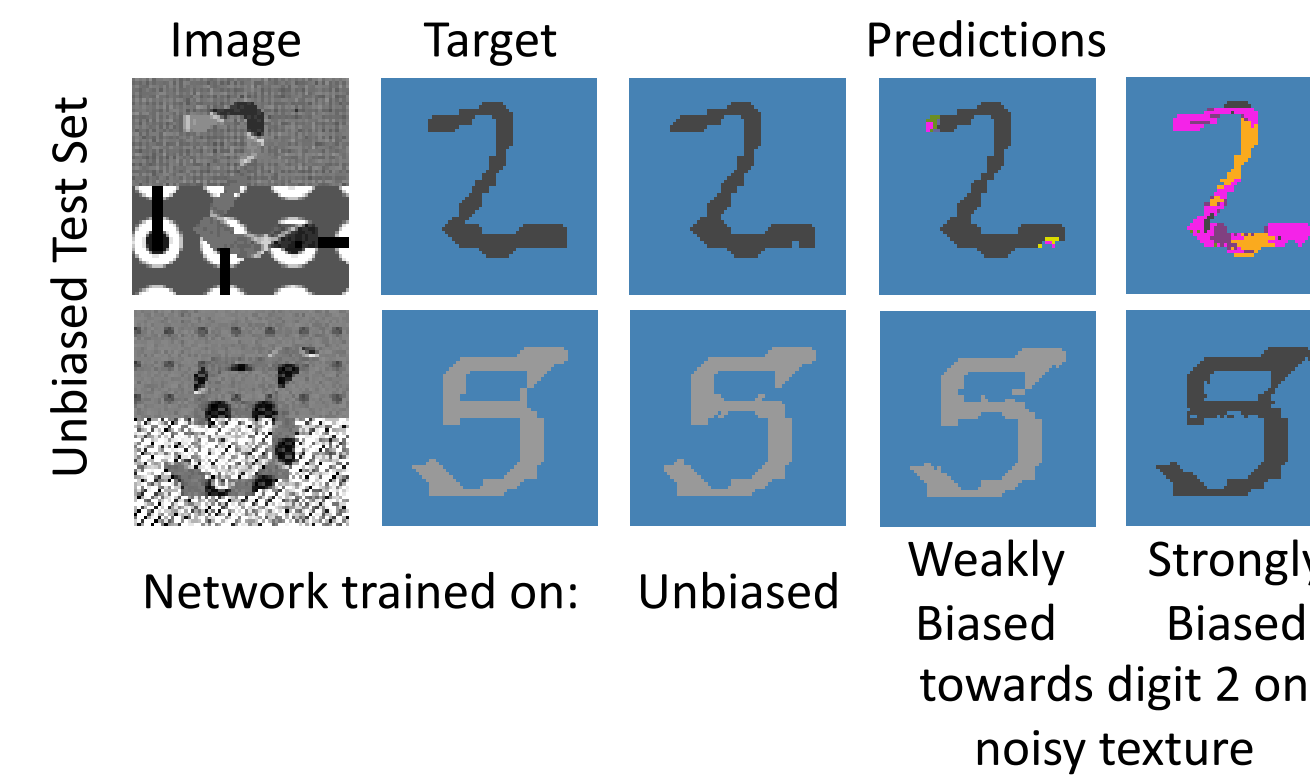 Image Target Predictions
Unbiased Test Set
Network trained on: Unbiased
Weakly Strongly
Biased Biased
towards digit 2 on
noisy texture